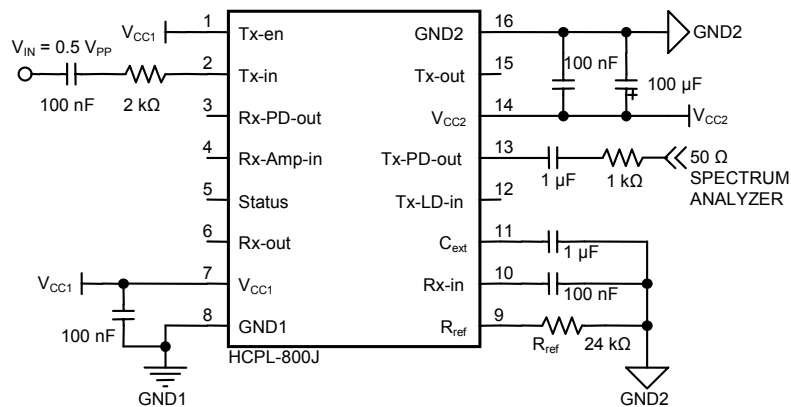 V_CC1
1
Tx-en
GND2
16
GND2
V_IN = 0.5 V_PP
100 nF
2 kΩ
2
Tx-in
Tx-out
15
100 nF
100 µF
+
3
Rx-PD-out
V_CC2
14
V_CC2
4
Rx-Amp-in
Tx-PD-out
13
1 µF
1 kΩ
50 Ω
SPECTRUM
ANALYZER
5
Status
Tx-LD-in
12
6
Rx-out
C_ext
11
1 µF
V_CC1
7
V_CC1
Rx-in
10
100 nF
100 nF
8
GND1
R_ref
9
R_ref
24 kΩ
HCPL-800J
GND1
GND2